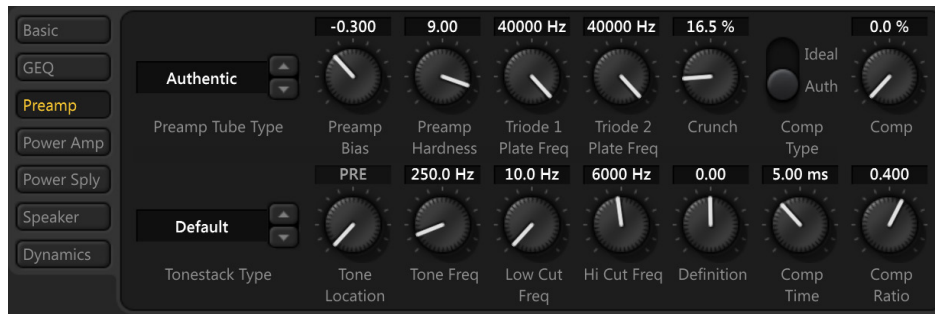 Basic
GEQ
Preamp
Power Amp
Power Sply
Speaker
Dynamics
-0.300 9.00 40000 Hz 40000 Hz 16.5 % 0.0 %
Authentic
Ideal
Auth
Preamp Tube Type
Preamp Bias
Preamp Hardness
Triode 1 Plate Freq
Triode 2 Plate Freq
Crunch
Comp Type
Comp
PRE 250.0 Hz 10.0 Hz 6000 Hz 0.00 5.00 ms 0.400
Default
Tonestack Type
Tone Location
Tone Freq
Low Cut Freq
Hi Cut Freq
Definition
Comp Time
Comp Ratio